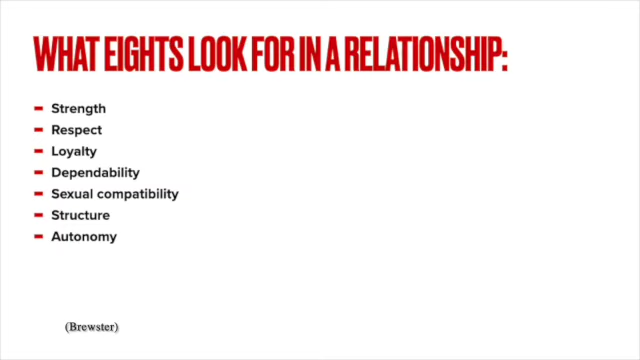 WHAT EIGHTS LOOK FOR IN A RELATIONSHIP:
- Strength
- Respect
- Loyalty
- Dependability
- Sexual compatibility
- Structure
- Autonomy
(Brewster)